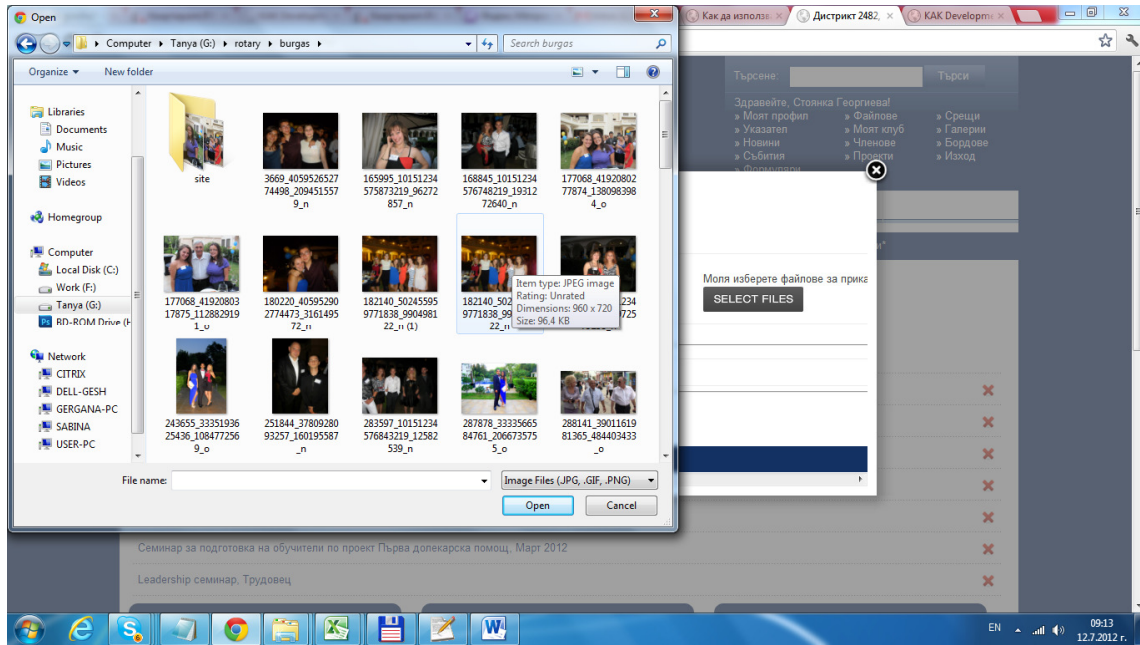 Open
Как да използв
Дистрикт 2482,
КАК Developme
Computer ▸ Tanya (G:) ▸ rotary ▸ burgas ▸
Search burgas
Organize
New folder
Libraries
Documents
Music
Pictures
Videos
Homegroup
Computer
Local Disk (C:)
Work (F:)
Tanya (G:)
BD-ROM Drive (H
Network
CITRIX
DELL-GESH
GERGANA-PC
SABINA
USER-PC
site
3669_4059526527
74498_209451557
9_n
165995_10151234
575873219_96272
857_n
168845_10151234
576748219_19312
72640_n
177068_41920802
77874_138098398
4_o
177068_41920803
17875_112882919
1_o
180220_40595290
2774473_3161495
72_n
182140_50245595
9771838_9904981
22_n (1)
182140_502
9771838_99
22_n
234
0725
Item type: JPEG image
Rating: Unrated
Dimensions: 960 x 720
Size: 96,4 KB
243655_33351936
25436_108477256
9_o
251844_37809280
93257_160195587
_n
283597_10151234
576843219_12582
539_n
287878_33335665
84761_206673575
5_o
288141_39011619
81365_484403433
_o
File name:
Image Files (.JPG, .GIF, .PNG)
Open
Cancel
Търсене:
Търси
Здравейте, Стоянка Георгиева!
» Моят профил
» Файлове
» Срещи
» Указател
» Моят клуб
» Галерии
» Новини
» Членове
» Бордове
» Събития
» Проекти
» Изход
» Формуляри
Моля изберете файлове за прика
SELECT FILES
Семинар за подготовка на обучители по проект Първа долекарска помощ, Март 2012
Leadership семинар, Трудовец
EN
09:13
12.7.2012 г.